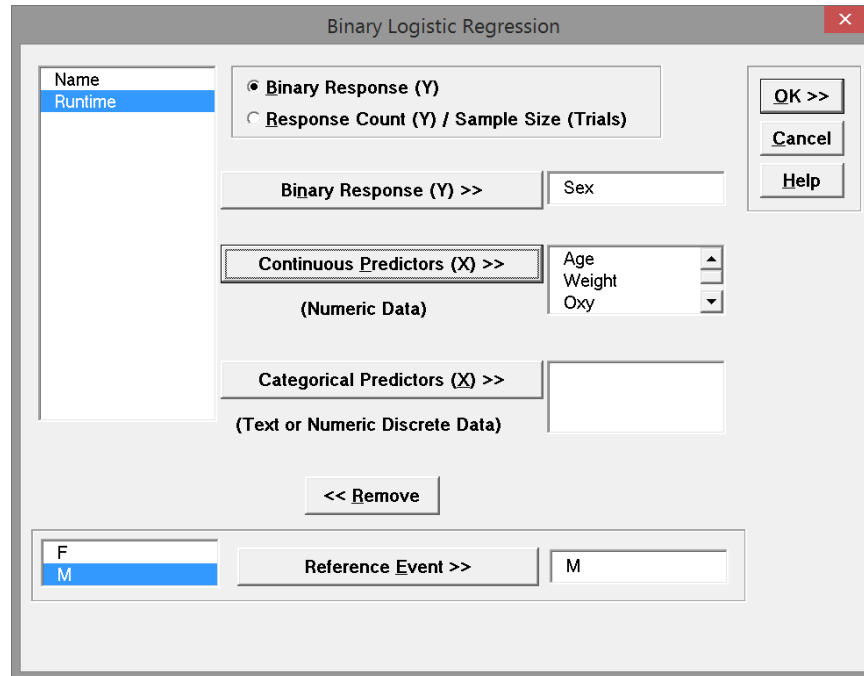 Binary Logistic Regression
Name
Runtime
Binary Response (Y)
Response Count (Y) / Sample Size (Trials)
OK >>
Cancel
Help
Binary Response (Y) >>
Sex
Continuous Predictors (X) >>
(Numeric Data)
Age
Weight
Oxy
Categorical Predictors (X) >>
(Text or Numeric Discrete Data)
<< Remove
F
M
Reference Event >>
M